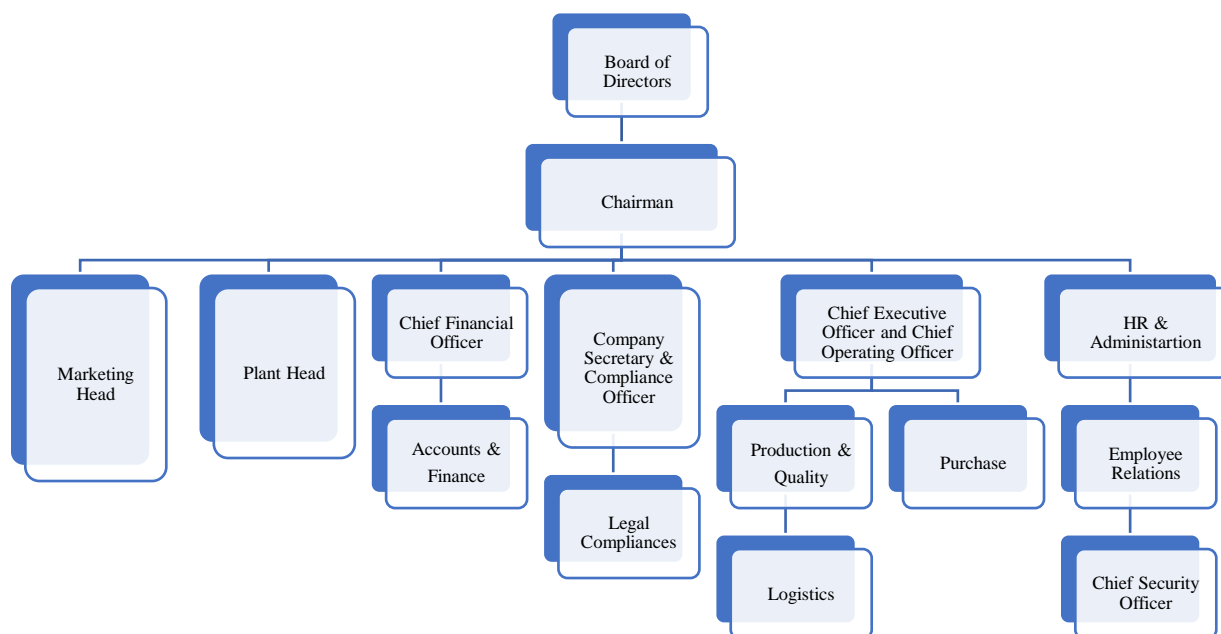 Board of
Directors
Chairman
Marketing
Head
Plant Head
Chief Financial
Officer
Accounts &
Finance
Company
Secretary &
Compliance
Officer
Legal
Compliances
Chief Executive
Officer and Chief
Operating Officer
Production &
Quality
Logistics
Purchase
HR &
Administartion
Employee
Relations
Chief Security
Officer